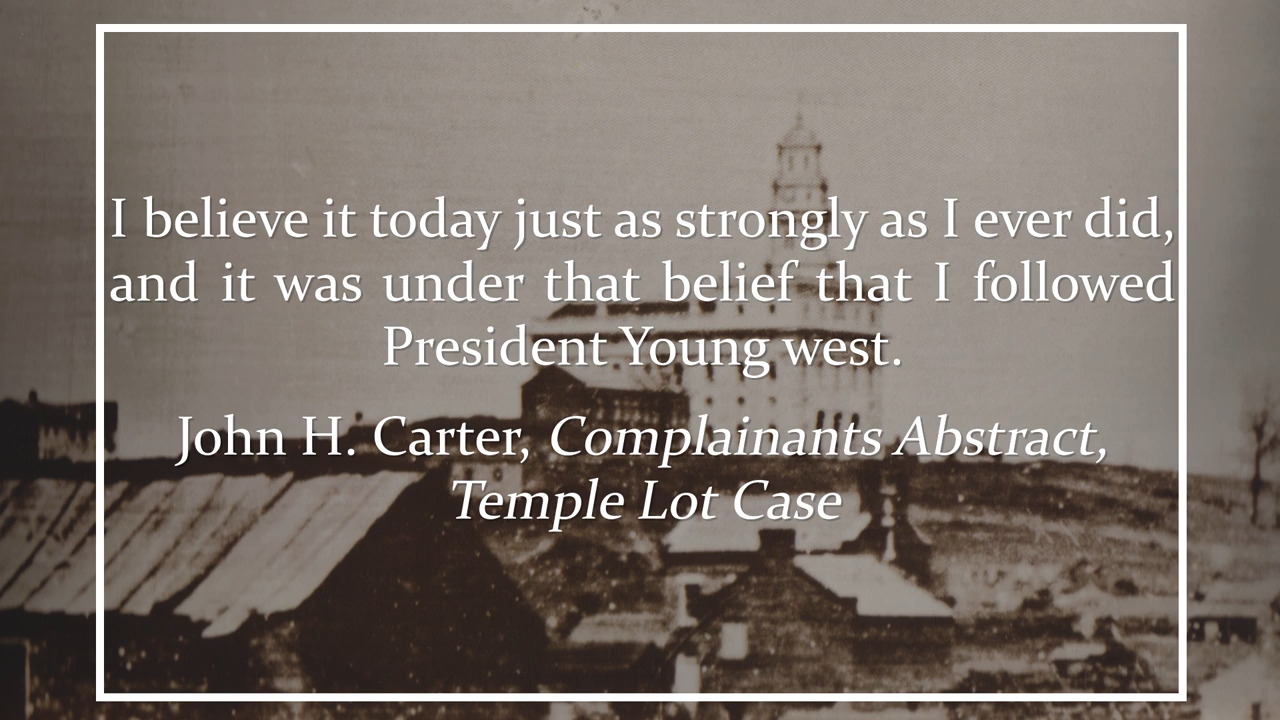 I believe it today just as strongly as I ever did,
and it was under that belief that I followed
President Young west.
John H. Carter, Complainants Abstract,
Temple Lot Case